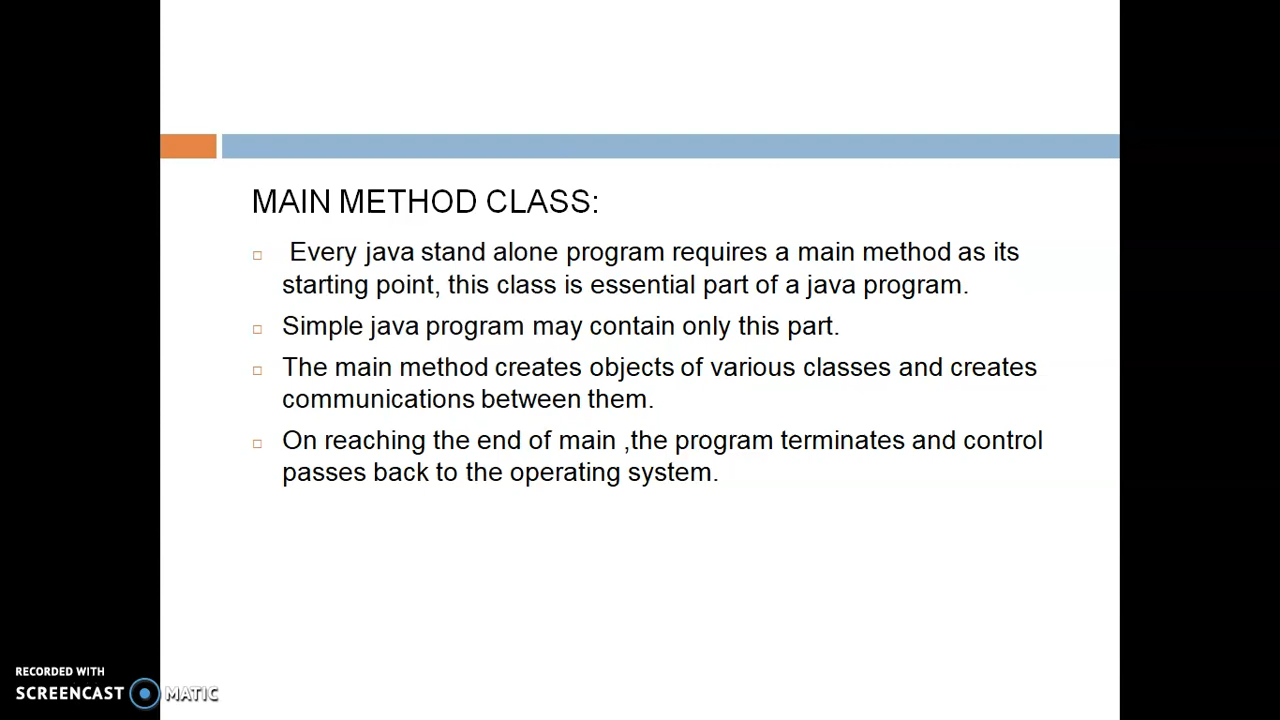 MAIN METHOD CLASS:
Every java stand alone program requires a main method as its
starting point, this class is essential part of a java program.
Simple java program may contain only this part.
The main method creates objects of various classes and creates
communications between them.
On reaching the end of main ,the program terminates and control
passes back to the operating system.
RECORDED WITH
SCREENCAST MATIC